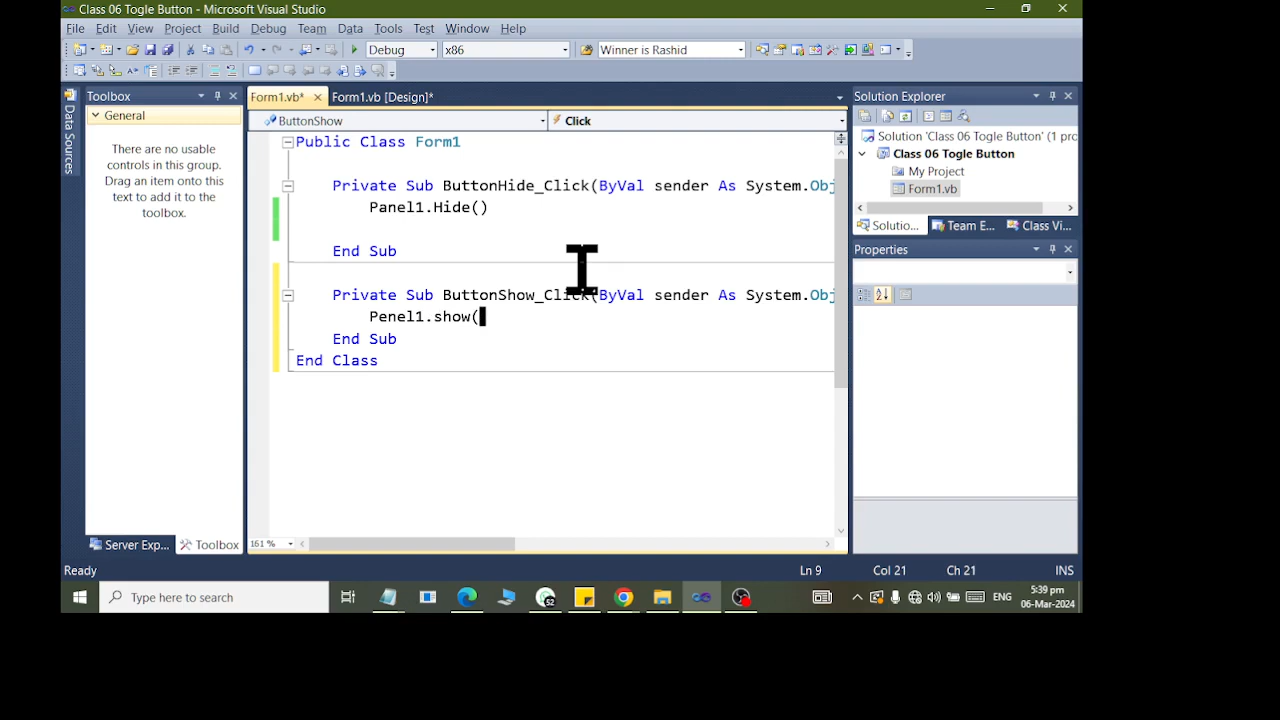 Class 06 Togle Button - Microsoft Visual Studio
File Edit View Project Build Debug Team Data Tools Test Window Help
Debug x86 Winner is Rashid
Data Sources
Toolbox
General
There are no usable
controls in this group.
Drag an item onto this
text to add it to the
toolbox.
Server Exp... Toolbox
Form1.vb* Form1.vb [Design]*
ButtonShow Click
Public Class Form1
Private Sub ButtonHide_Click(ByVal sender As System.Obj
Panel1.Hide()
End Sub
Private Sub ButtonShow_Click(ByVal sender As System.Obj
Penel1.show(
End Sub
End Class
161 %
Solution Explorer
Solution 'Class 06 Togle Button' (1 pro
Class 06 Togle Button
My Project
Form1.vb
Solutio... Team E... Class Vi...
Properties
Ready Ln 9 Col 21 Ch 21 INS
Type here to search
52
ENG
5:39 pm
06-Mar-2024